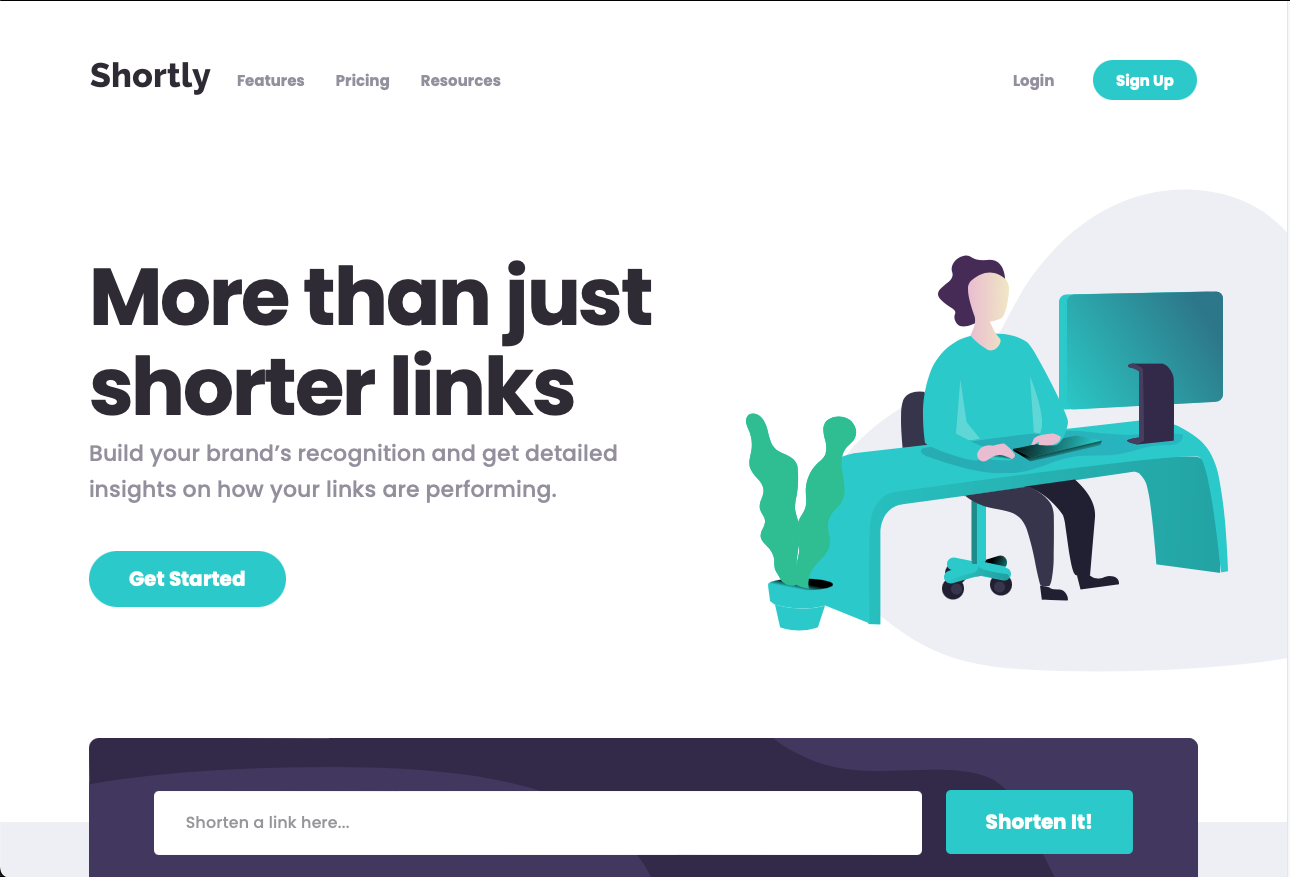 Shortly Features Pricing Resources Login Sign Up
More than just
shorter links
Build your brand’s recognition and get detailed
insights on how your links are performing.
Get Started
Shorten a link here...
Shorten It!